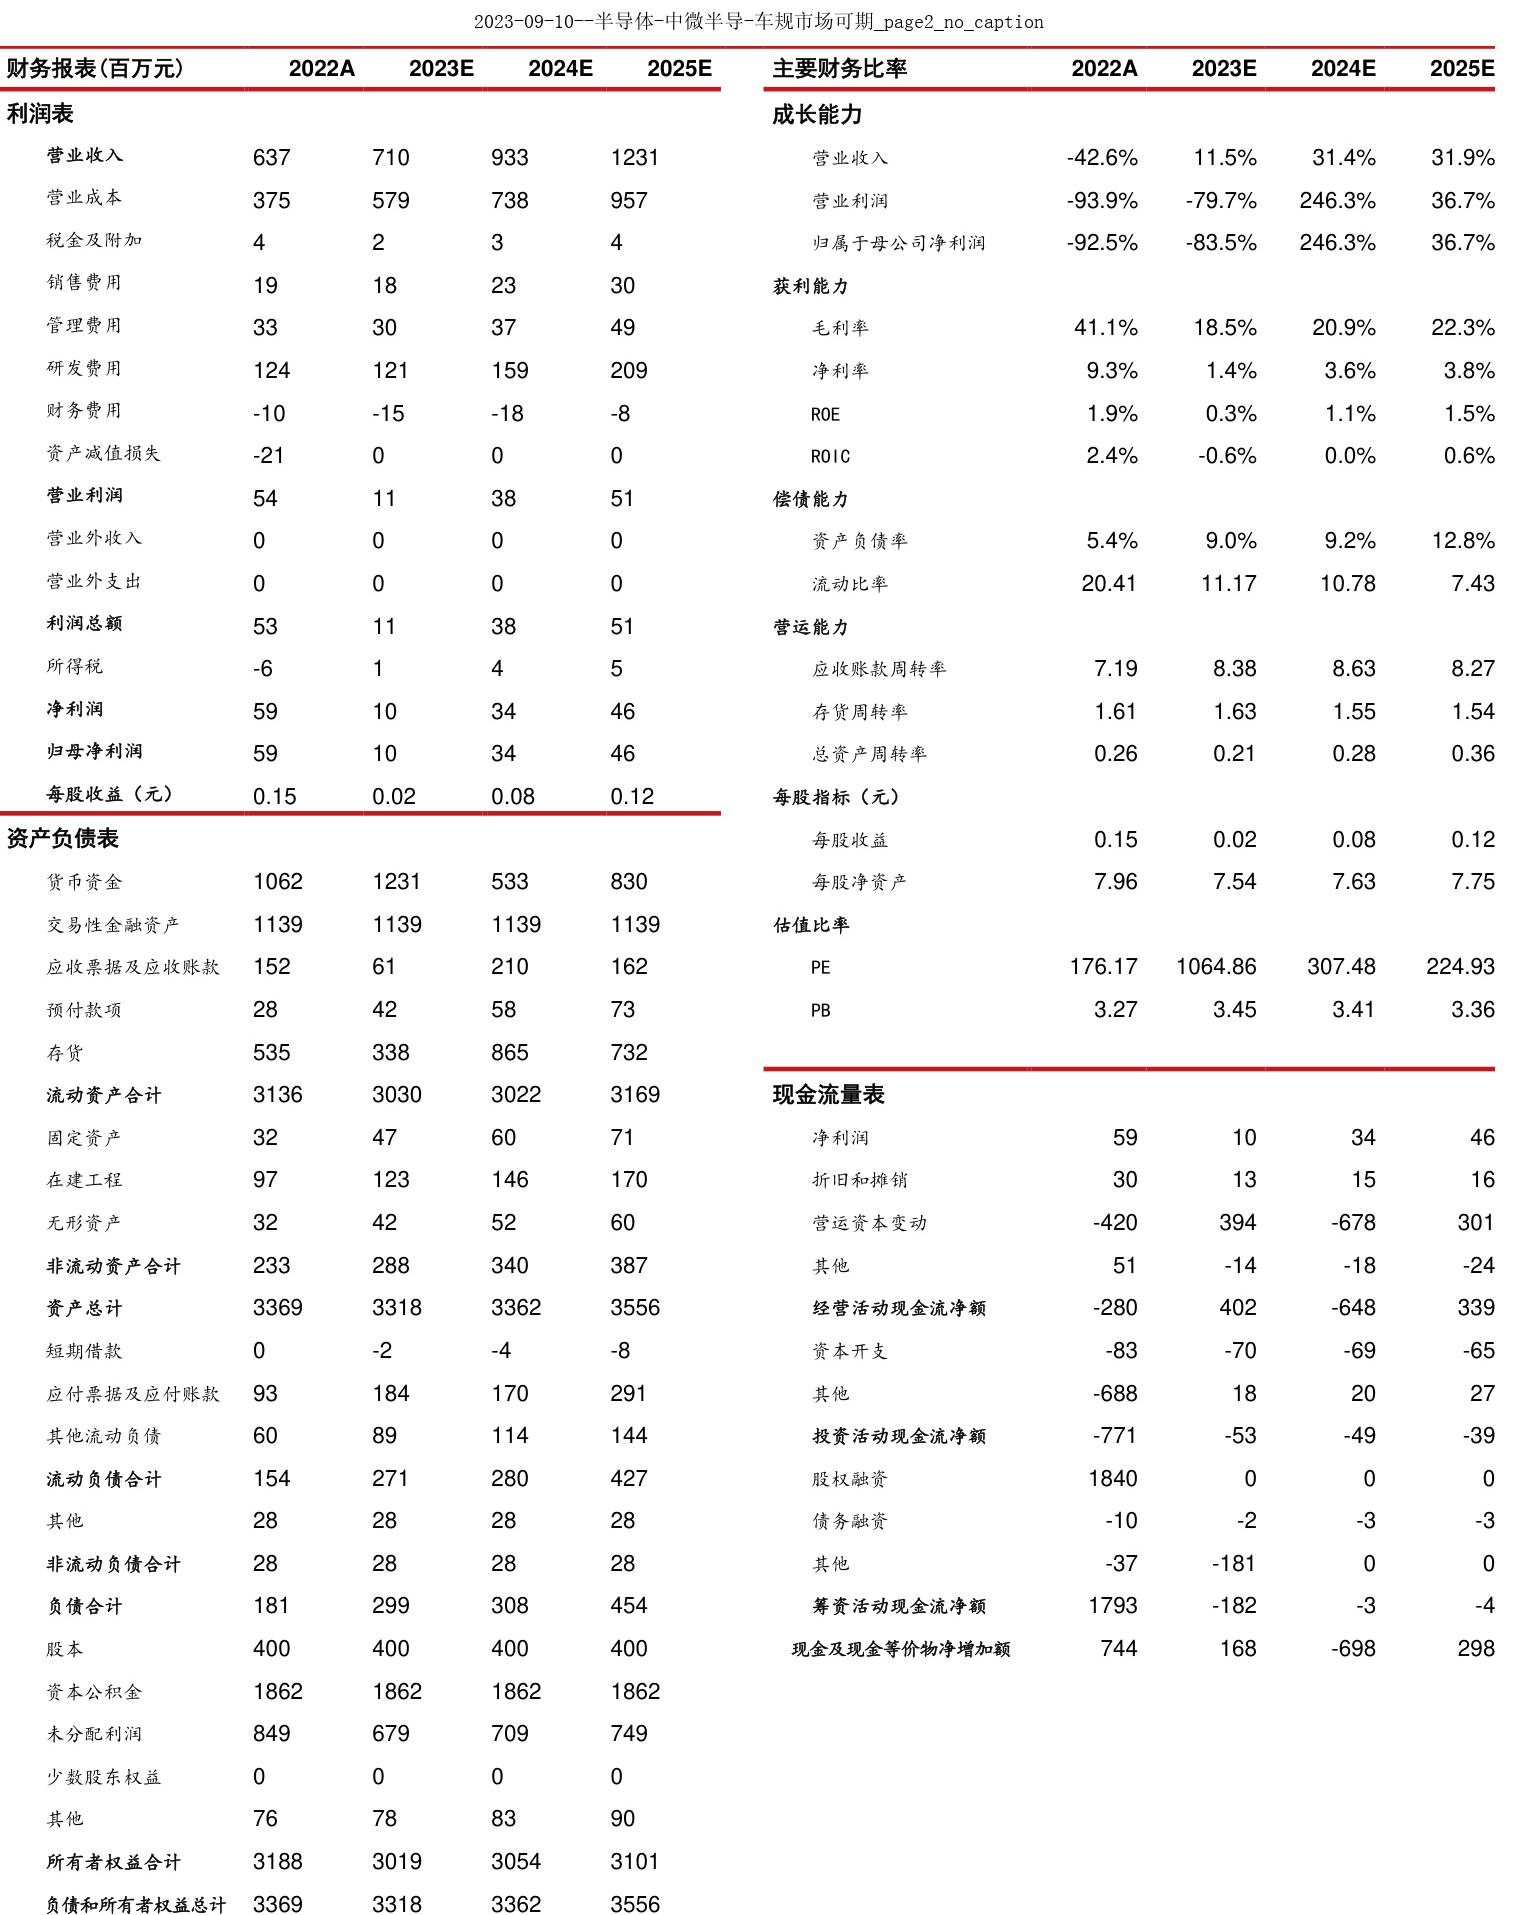 2023-09-10--半导体-中微半导-车规市场可期_page2_no_caption
财务报表(百万元) 2022A 2023E 2024E 2025E
利润表
营业收入 637 710 933 1231
营业成本 375 579 738 957
税金及附加 4 2 3 4
销售费用 19 18 23 30
管理费用 33 30 37 49
研发费用 124 121 159 209
财务费用 -10 -15 -18 -8
资产减值损失 -21 0 0 0
营业利润 54 11 38 51
营业外收入 0 0 0 0
营业外支出 0 0 0 0
利润总额 53 11 38 51
所得税 -6 1 4 5
净利润 59 10 34 46
归母净利润 59 10 34 46
每股收益（元） 0.15 0.02 0.08 0.12
资产负债表
货币资金 1062 1231 533 830
交易性金融资产 1139 1139 1139 1139
应收票据及应收账款 152 61 210 162
预付款项 28 42 58 73
存货 535 338 865 732
流动资产合计 3136 3030 3022 3169
固定资产 32 47 60 71
在建工程 97 123 146 170
无形资产 32 42 52 60
非流动资产合计 233 288 340 387
资产总计 3369 3318 3362 3556
短期借款 0 -2 -4 -8
应付票据及应付账款 93 184 170 291
其他流动负债 60 89 114 144
流动负债合计 154 271 280 427
其他 28 28 28 28
非流动负债合计 28 28 28 28
负债合计 181 299 308 454
股本 400 400 400 400
资本公积金 1862 1862 1862 1862
未分配利润 849 679 709 749
少数股东权益 0 0 0 0
其他 76 78 83 90
所有者权益合计 3188 3019 3054 3101
负债和所有者权益总计 3369 3318 3362 3556
主要财务比率 2022A 2023E 2024E 2025E
成长能力
营业收入 -42.6% 11.5% 31.4% 31.9%
营业利润 -93.9% -79.7% 246.3% 36.7%
归属于母公司净利润 -92.5% -83.5% 246.3% 36.7%
获利能力
毛利率 41.1% 18.5% 20.9% 22.3%
净利率 9.3% 1.4% 3.6% 3.8%
ROE 1.9% 0.3% 1.1% 1.5%
ROIC 2.4% -0.6% 0.0% 0.6%
偿债能力
资产负债率 5.4% 9.0% 9.2% 12.8%
流动比率 20.41 11.17 10.78 7.43
营运能力
应收账款周转率 7.19 8.38 8.63 8.27
存货周转率 1.61 1.63 1.55 1.54
总资产周转率 0.26 0.21 0.28 0.36
每股指标（元）
每股收益 0.15 0.02 0.08 0.12
每股净资产 7.96 7.54 7.63 7.75
估值比率
PE 176.17 1064.86 307.48 224.93
PB 3.27 3.45 3.41 3.36
现金流量表
净利润 59 10 34 46
折旧和摊销 30 13 15 16
营运资本变动 -420 394 -678 301
其他 51 -14 -18 -24
经营活动现金流净额 -280 402 -648 339
资本开支 -83 -70 -69 -65
其他 -688 18 20 27
投资活动现金流净额 -771 -53 -49 -39
股权融资 1840 0 0 0
债务融资 -10 -2 -3 -3
其他 -37 -181 0 0
筹资活动现金流净额 1793 -182 -3 -4
现金及现金等价物净增加额 744 168 -698 298